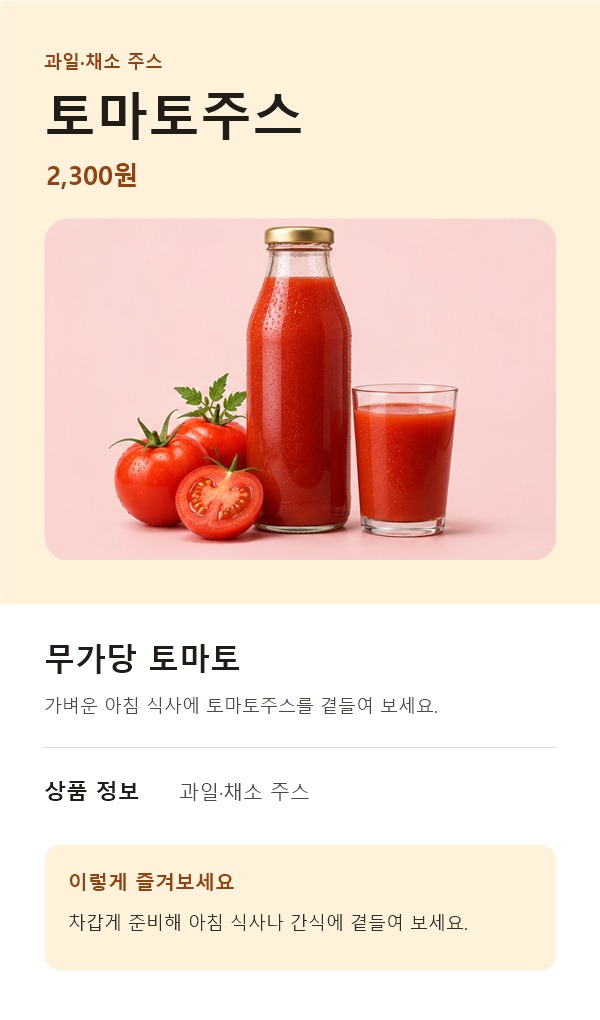 과일·채소 주스
토마토주스
2,300원
무가당 토마토
가벼운 아침 식사에 토마토주스를 곁들여 보세요.
상품 정보 과일·채소 주스
이렇게 즐겨보세요
차갑게 준비해 아침 식사나 간식에 곁들여 보세요.